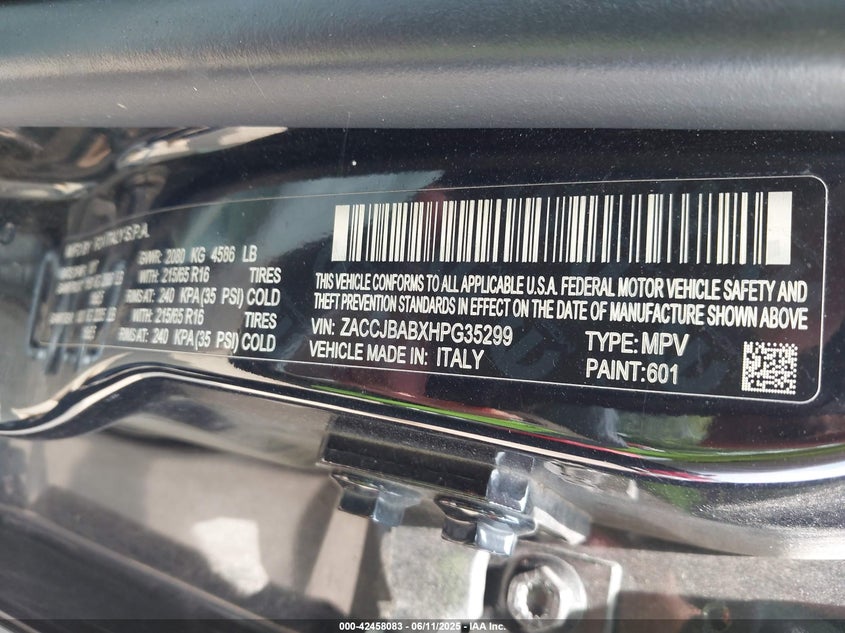 MFD BY
ITALY S.P.A.
GVWR: 2080 KG 4586 LB
WITH: 215/65 R16 TIRES
RIMS AT: 240 KPA(35 PSI) COLD
WITH: 215/65 R16 TIRES
RIMS AT: 240 KPA(35 PSI) COLD
THIS VEHICLE CONFORMS TO ALL APPLICABLE U.S.A. FEDERAL MOTOR VEHICLE SAFETY AND
THEFT PREVENTION STANDARDS IN EFFECT ON THE DATE OF MANUFACTURE SHOWN ABOVE
VIN: ZACCJBABXHPG35299 TYPE: MPV
VEHICLE MADE IN: ITALY PAINT:601
000-42458083 - 06/11/2025 - IAA Inc.